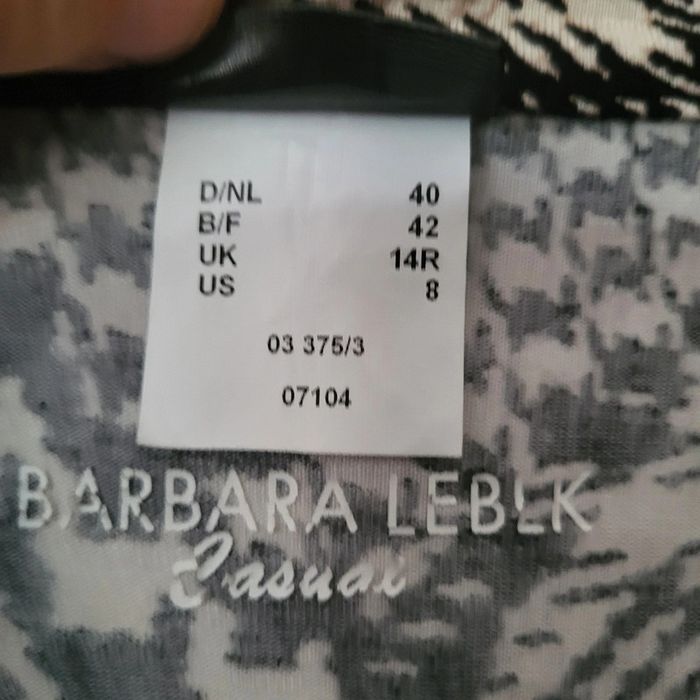 D/NL 40
B/F 42
UK 14R
US 8
03 375/3
07104
BARBARA LEBEK
Casual